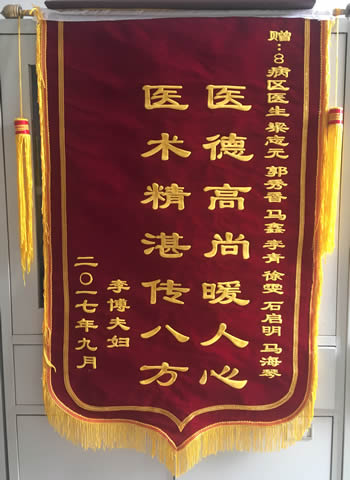 赠:8病区医生 梁志元 郭秀香 马鑫 李青 徐雯 石启明 马海琴
医德高尚暖人心
医术精湛传八方
李博夫妇
二〇一七年九月